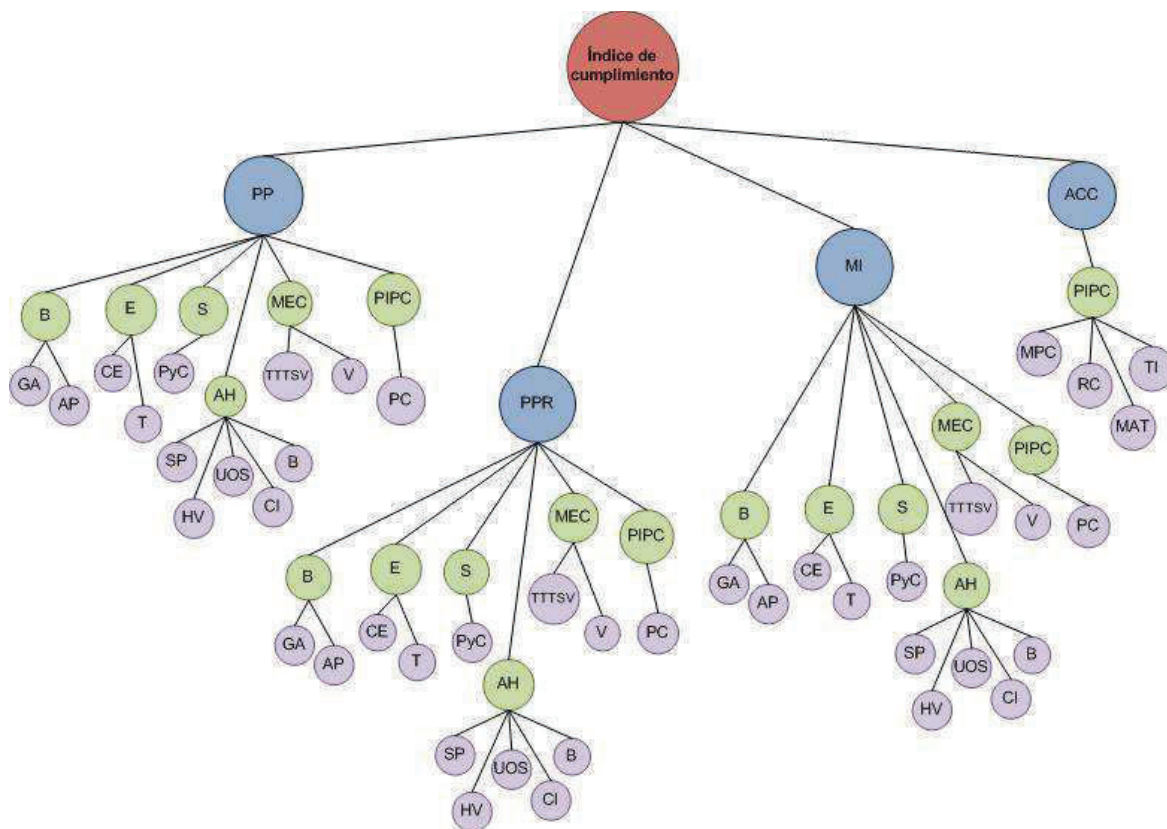 Índice de
cumplimiento
PP
ACC
MI
B
E
S
MEC
PIPC
GA
AP
CE
T
PyC
TTTSV
V
PC
AH
SP
HV
UOS
CI
B
PIPC
MPC
RC
MAT
TI
PPR
B
E
S
MEC
PIPC
GA
AP
CE
T
PyC
TTTSV
V
PC
AH
SP
HV
UOS
CI
B
B
E
S
MEC
PIPC
GA
AP
CE
T
PyC
TTTSV
V
PC
AH
SP
HV
UOS
CI
B